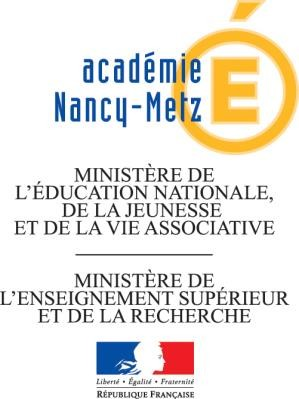 académie
Nancy-Metz
É
MINISTÈRE DE
L'ÉDUCATION NATIONALE,
DE LA JEUNESSE
ET DE LA VIE ASSOCIATIVE
MINISTÈRE DE
L'ENSEIGNEMENT SUPÉRIEUR
ET DE LA RECHERCHE
Liberté • Égalité • Fraternité
RÉPUBLIQUE FRANÇAISE